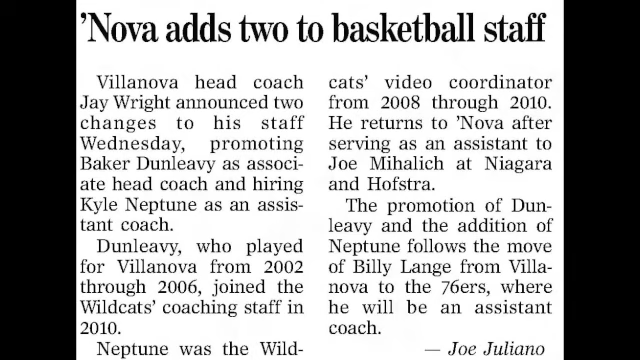 'Nova adds two to basketball staff
Villanova head coach
Jay Wright announced two
changes to his staff
Wednesday, promoting
Baker Dunleavy as associ-
ate head coach and hiring
Kyle Neptune as an assis-
tant coach.
Dunleavy, who played
for Villanova from 2002
through 2006, joined the
Wildcats' coaching staff in
2010.
Neptune was the Wild-
cats' video coordinator
from 2008 through 2010.
He returns to 'Nova after
serving as an assistant to
Joe Mihalich at Niagara
and Hofstra.
The promotion of Dun-
leavy and the addition of
Neptune follows the move
of Billy Lange from Villa-
nova to the 76ers, where
he will be an assistant
coach.
— Joe Juliano